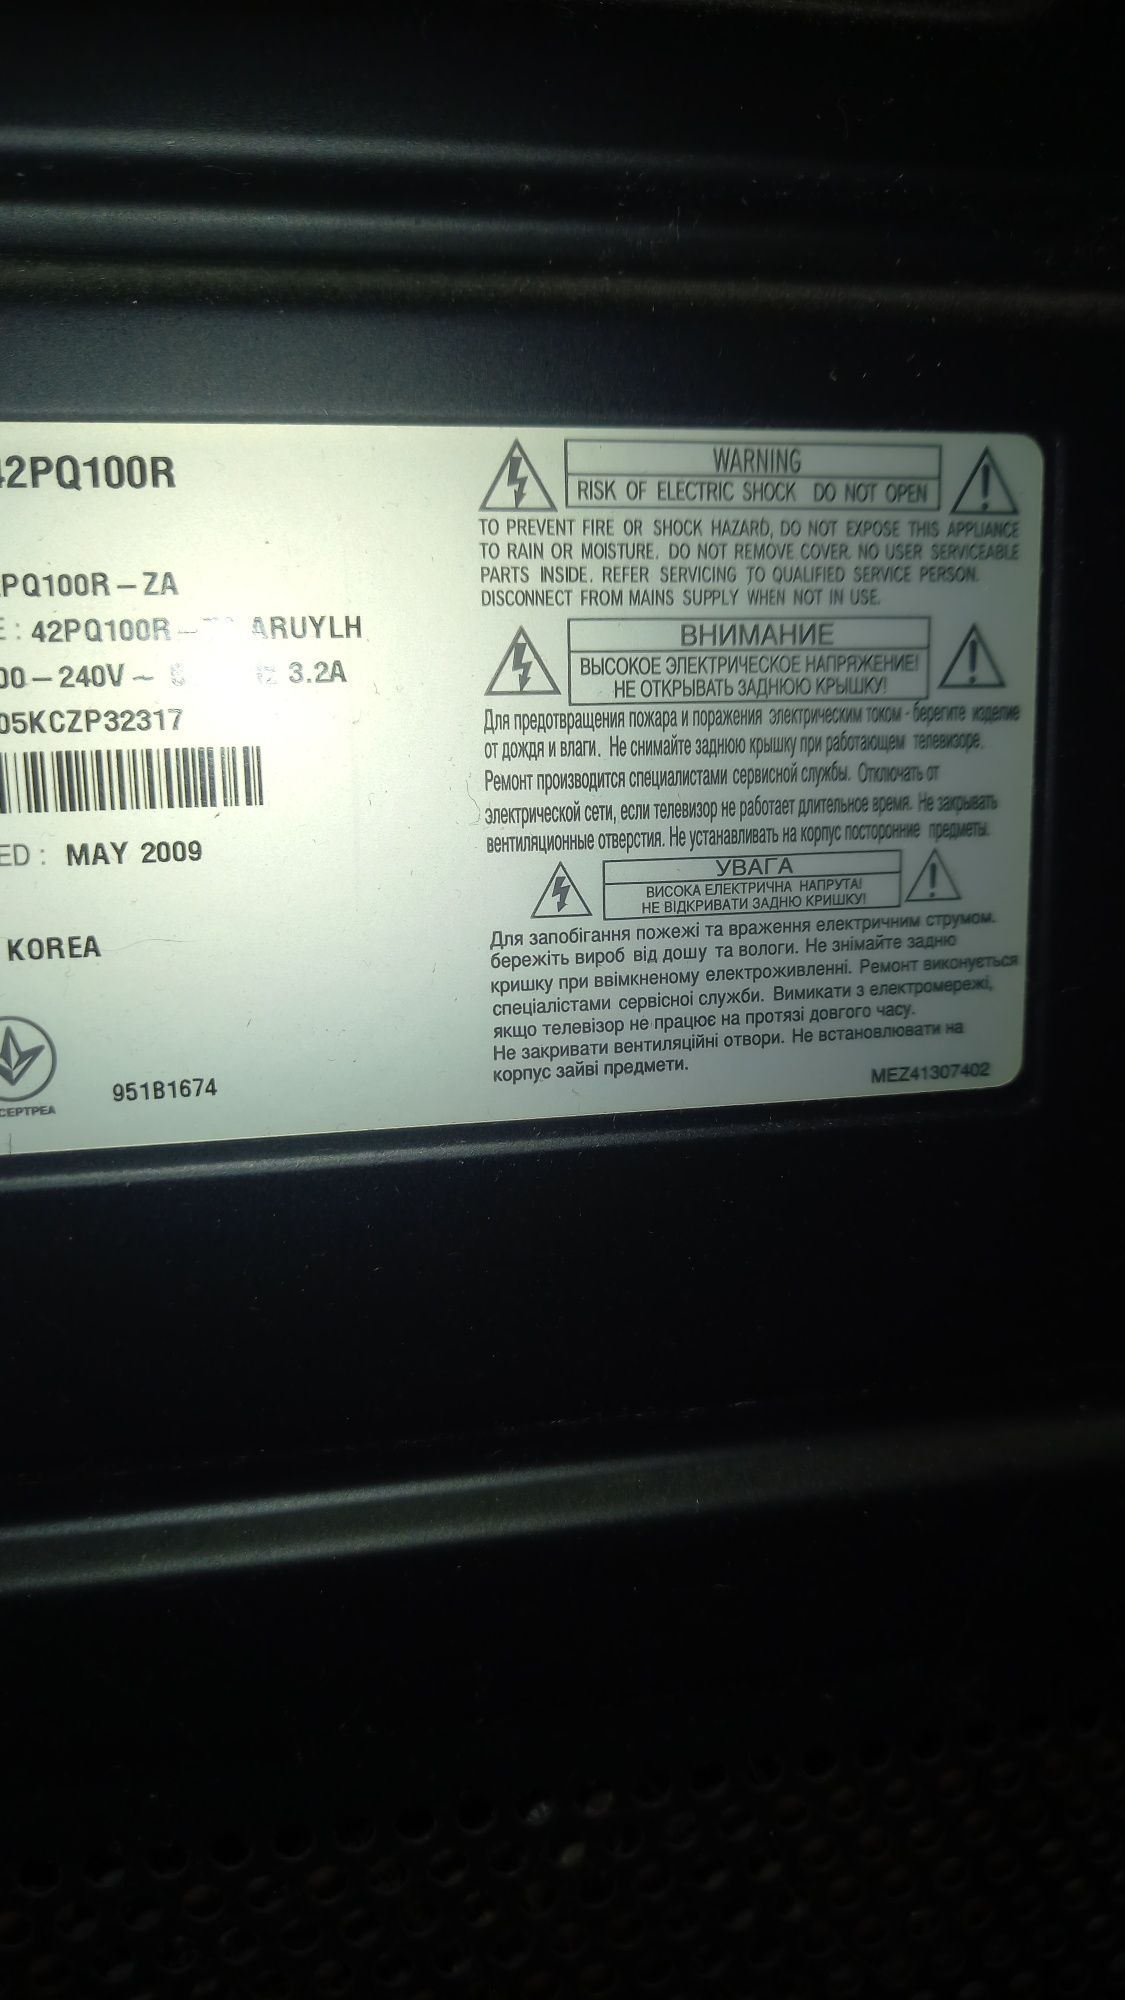 42PQ100R
PQ100R-ZA
E: 42PQ100R- ARUYLH
00-240V~ 3.2A
05KCZP32317
ED: MAY 2009
KOREA
СЕРТРЕА
951B1674
WARNING
RISK OF ELECTRIC SHOCK DO NOT OPEN
TO PREVENT FIRE OR SHOCK HAZARD, DO NOT EXPOSE THIS APPLIANCE
TO RAIN OR MOISTURE. DO NOT REMOVE COVER. NO USER SERVICEABLE
PARTS INSIDE. REFER SERVICING TO QUALIFIED SERVICE PERSON.
DISCONNECT FROM MAINS SUPPLY WHEN NOT IN USE.
ВНИМАНИЕ
ВЫСОКОЕ ЭЛЕКТРИЧЕСКОЕ НАПРЯЖЕНИЕ!
НЕ ОТКРЫВАТЬ ЗАДНЮЮ КРЫШКУ!
Для предотвращения пожара и поражения электрическим током - берегите изделие
от дождя и влаги. Не снимайте заднюю крышку при работающем телевизоре.
Ремонт производится специалистами сервисной службы. Отключать от
электрической сети, если телевизор не работает длительное время. Не закрывать
вентиляционные отверстия. Не устанавливать на корпус посторонние предметы.
УВАГА
ВИСОКА ЕЛЕКТРИЧНА НАПРУГА!
НЕ ВІДКРИВАТИ ЗАДНЮ КРИШКУ!
Для запобігання пожежі та враження електричним струмом.
бережіть вироб від дощу та вологи. Не знімайте задню
кришку при ввімкненому електроживленні. Ремонт виконується
спеціалістами сервісної служби. Вимикати з електромережі,
якщо телевізор не працює на протязі довгого часу.
Не закривати вентиляційні отвори. Не встановлювати на
корпус зайві предмети.
MEZ41307402